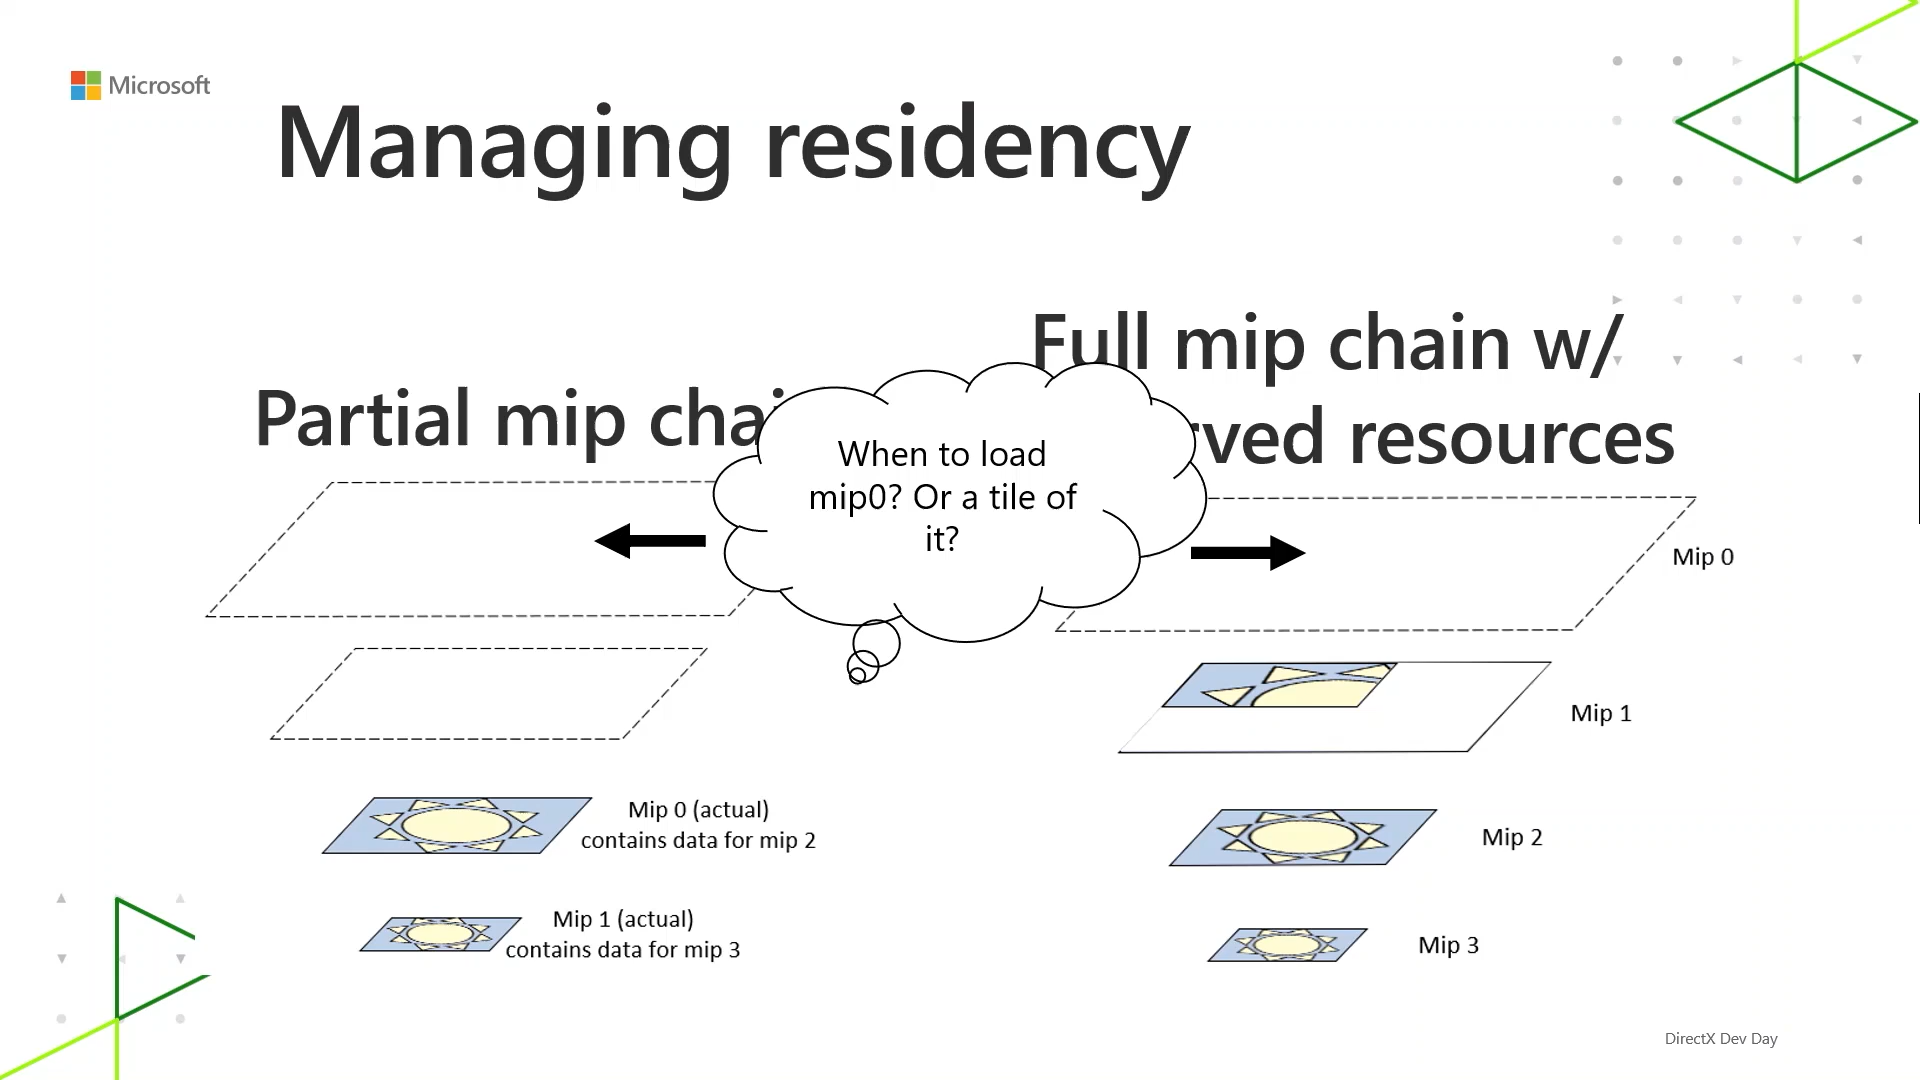 Microsoft
Managing residency
Partial mip chai
Full mip chain w/
rved resources
When to load
mip0? Or a tile of
it?
Mip 0
Mip 1
Mip 0 (actual)
contains data for mip 2
Mip 2
Mip 1 (actual)
contains data for mip 3
Mip 3
DirectX Dev Day